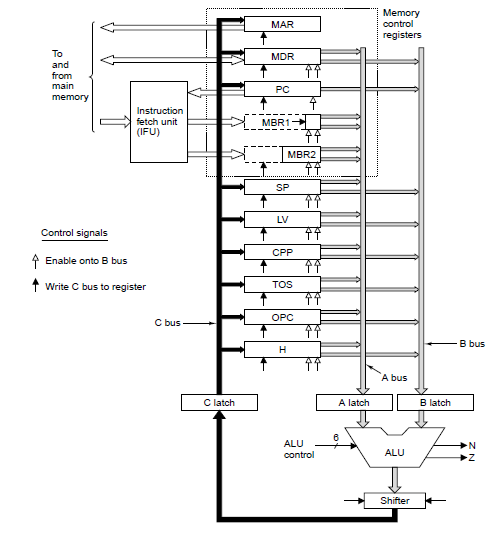 MAR
Memory
control
registers
To
and
from
main
memory
MDR
PC
Instruction
fetch unit
(IFU)
MBR1
MBR2
SP
LV
Control signals
Enable onto B bus
Write C bus to register
CPP
TOS
OPC
C bus
H
B bus
A bus
C latch
A latch
B latch
ALU
control
6
ALU
N
Z
Shifter